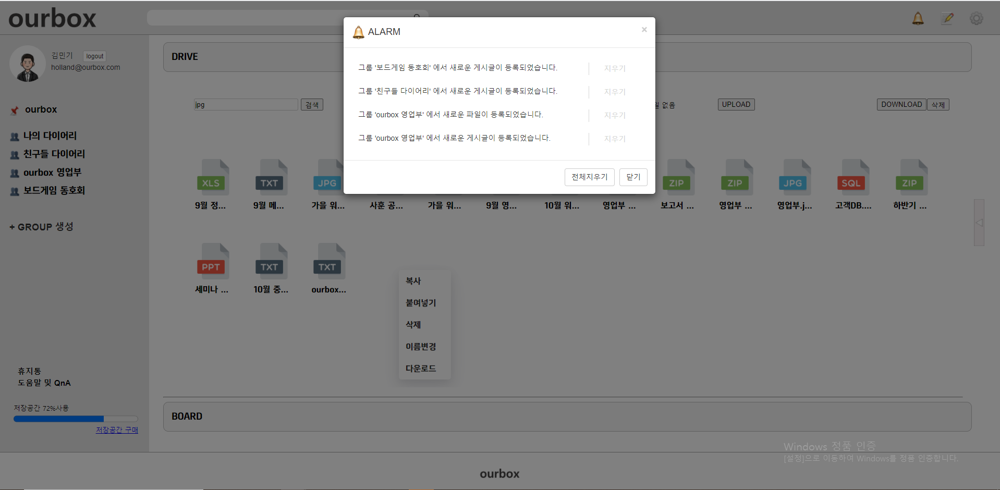 ourbox
ALARM
×
김민기 logout
holland@ourbox.com
DRIVE
그룹 '보드게임 동호회' 에서 새로운 게시글이 등록되었습니다. 지우기
그룹 '친구들 다이어리' 에서 새로운 게시글이 등록되었습니다. 지우기
그룹 'ourbox 영업부' 에서 새로운 파일이 등록되었습니다. 지우기
그룹 'ourbox 영업부' 에서 새로운 게시글이 등록되었습니다. 지우기
전체지우기 닫기
jpg 검색 없음 UPLOAD DOWNLOAD 삭제
ourbox
나의 다이어리
친구들 다이어리
ourbox 영업부
보드게임 동호회
+ GROUP 생성
XLS TXT JPG ZIP ZIP JPG SQL ZIP
9월 정... 9월 메... 가을 워... 사훈 공... 가을 워... 9월 영... 10월 워... 영업부 ... 보고서 ... 영업부 ... 영업부.j... 고객DB.... 하반기 ...
PPT TXT TXT
세미나 ... 10월 중... ourbox...
복사
붙여넣기
삭제
이름변경
다운로드
휴지통
도움말 및 QnA
저장공간 72%사용
저장공간 구매
BOARD
Windows 정품 인증
[설정]으로 이동하여 Windows를 정품 인증합니다.
ourbox